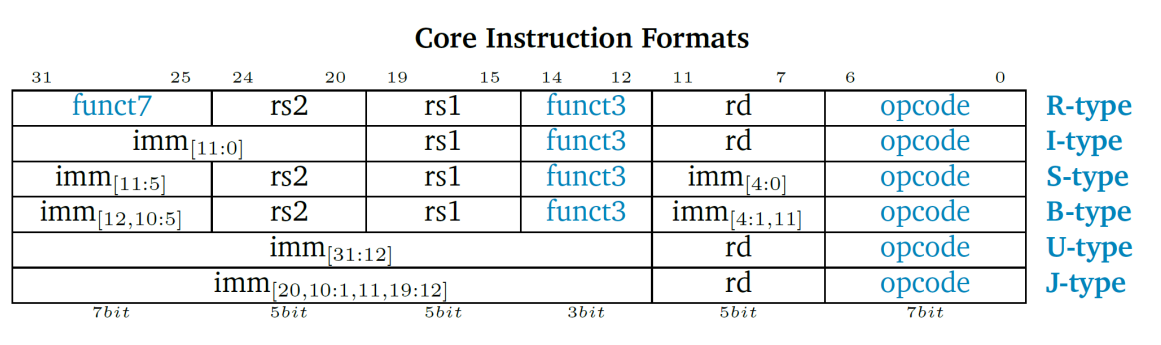 Core Instruction Formats
31 25 24 20 19 15 14 12 11 7 6 0
funct7 rs2 rs1 funct3 rd opcode R-type
imm[11:0] rs1 funct3 rd opcode I-type
imm[11:5] rs2 rs1 funct3 imm[4:0] opcode S-type
imm[12,10:5] rs2 rs1 funct3 imm[4:1,11] opcode B-type
imm[31:12] rd opcode U-type
imm[20,10:1,11,19:12] rd opcode J-type
7bit 5bit 5bit 3bit 5bit 7bit